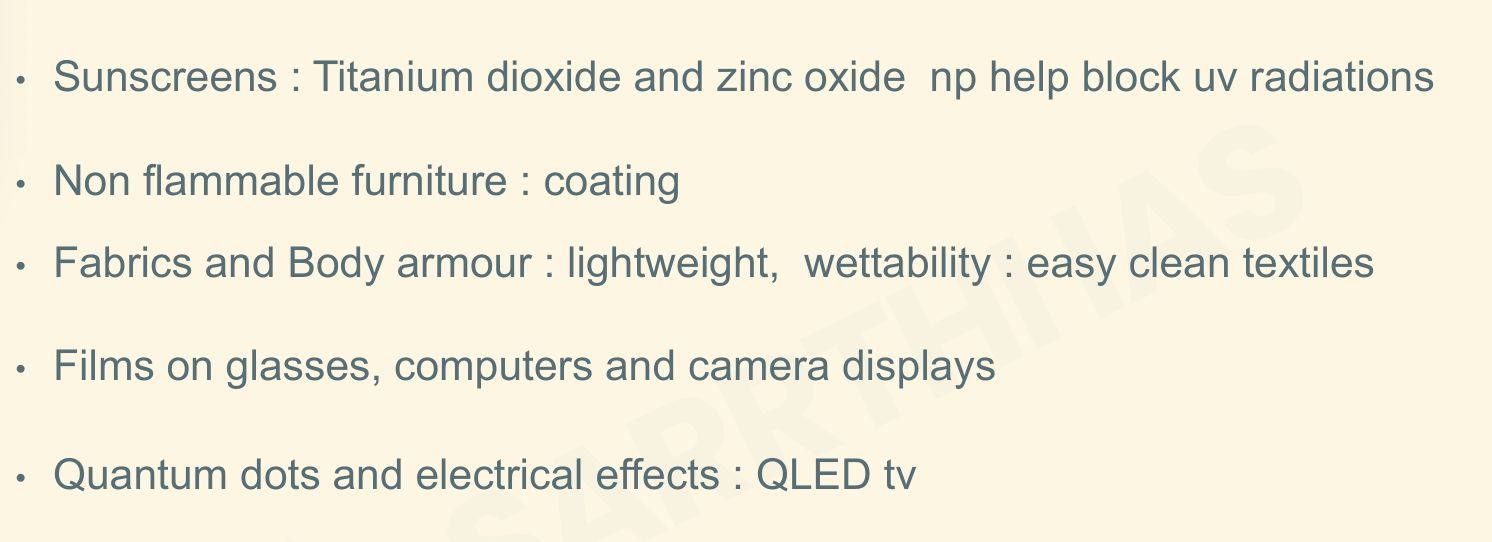 • Sunscreens : Titanium dioxide and zinc oxide  np help block uv radiations
• Non flammable furniture : coating
• Fabrics and Body armour : lightweight,  wettability : easy clean textiles
• Films on glasses, computers and camera displays
• Quantum dots and electrical effects : QLED tv
SARRTHI IAS